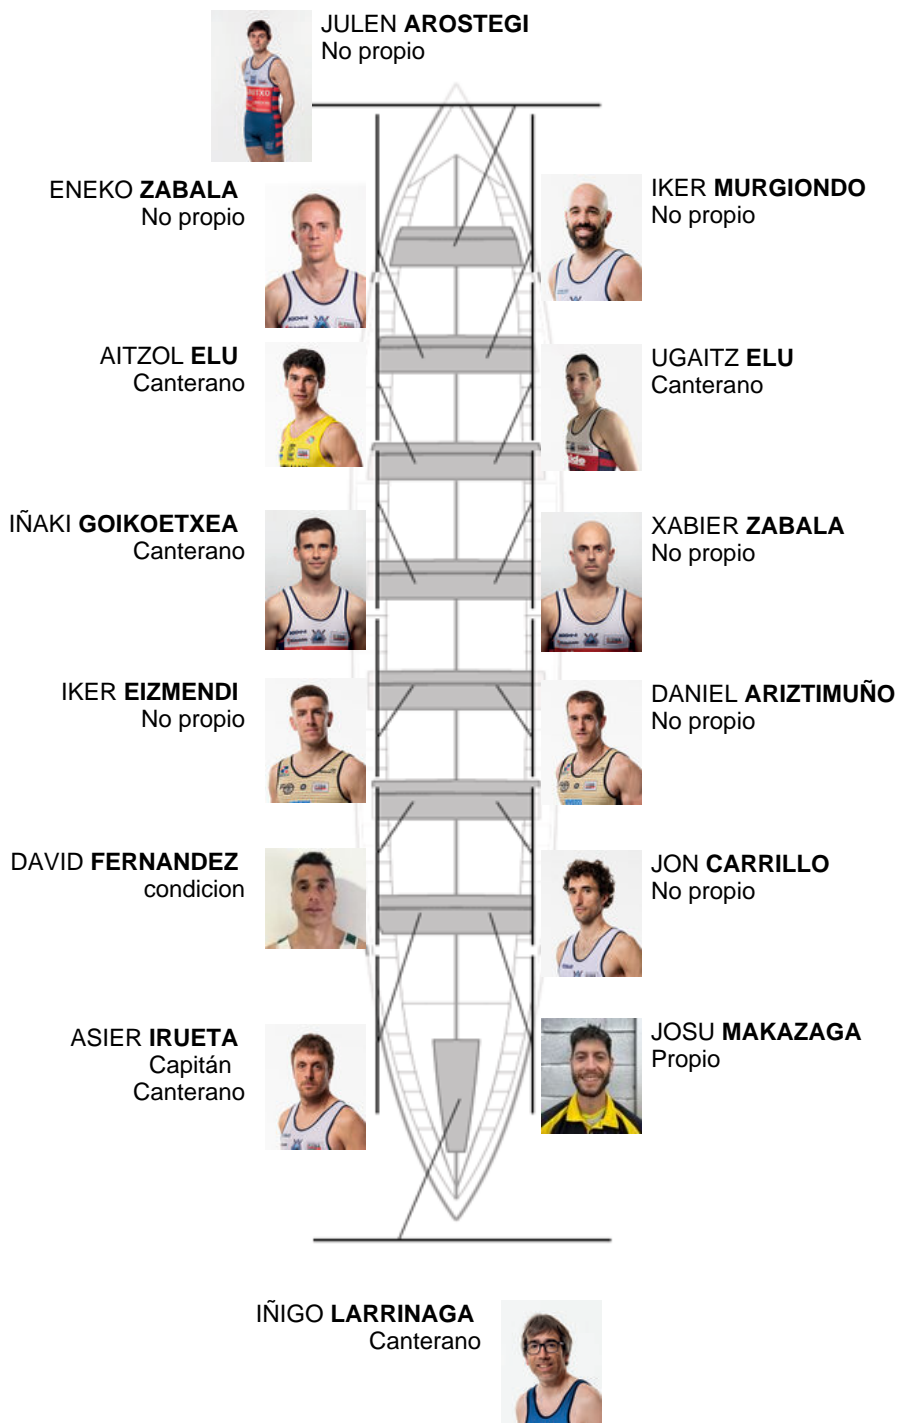 JULEN AROSTEGI
No propio
ENEKO ZABALA
No propio
IKER MURGIONDO
No propio
AITZOL ELU
Canterano
UGAITZ ELU
Canterano
IÑAKI GOIKOETXEA
Canterano
XABIER ZABALA
No propio
IKER EIZMENDI
No propio
DANIEL ARIZTIMUÑO
No propio
DAVID FERNANDEZ
condicion
JON CARRILLO
No propio
ASIER IRUETA
Capitán
Canterano
JOSU MAKAZAGA
Propio
IÑIGO LARRINAGA
Canterano